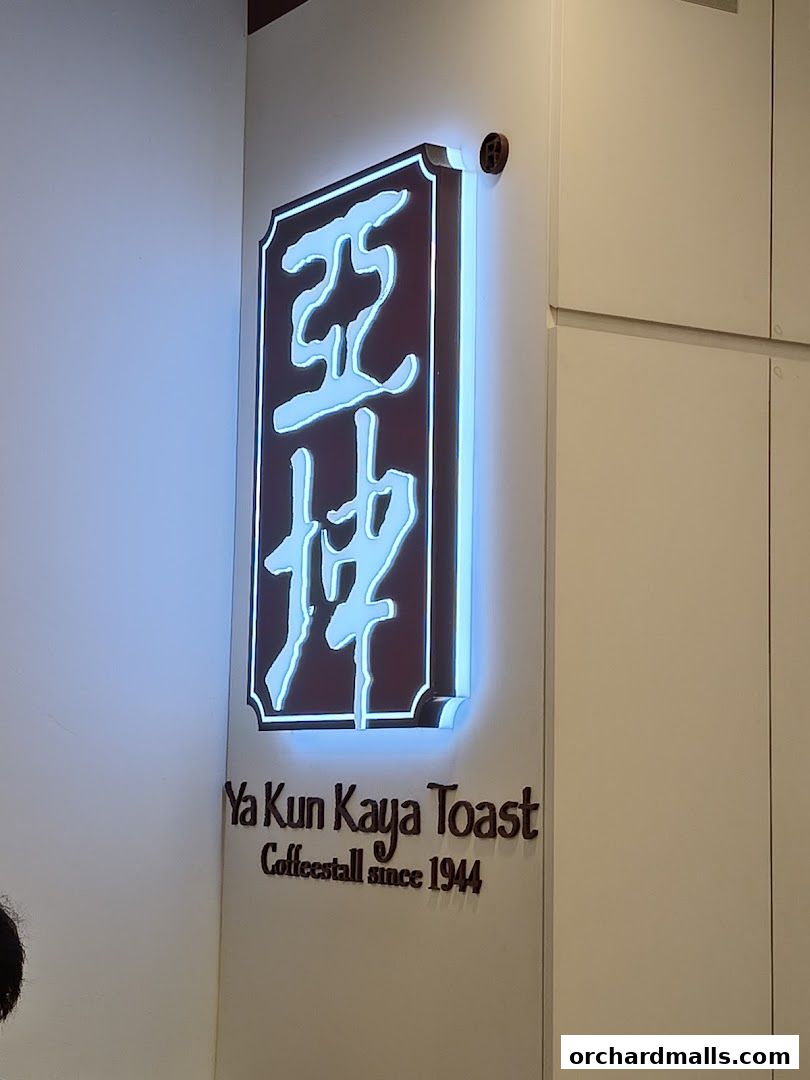 亞坤
®
Ya Kun Kaya Toast
Coffeestall since 1944
orchardmalls.com